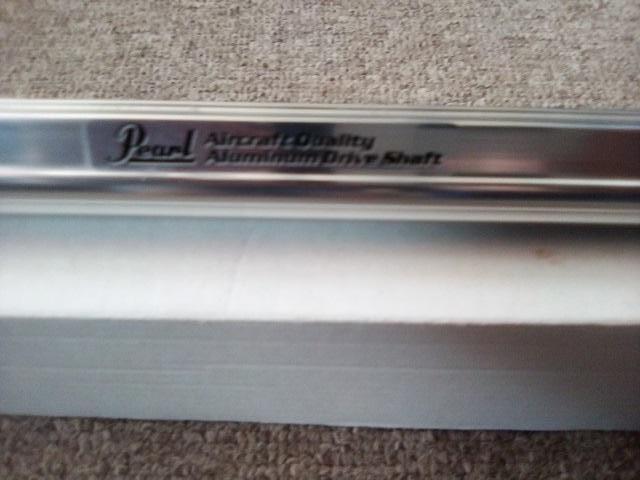 Pearl
Aircraft Quality
Aluminum Drive Shaft